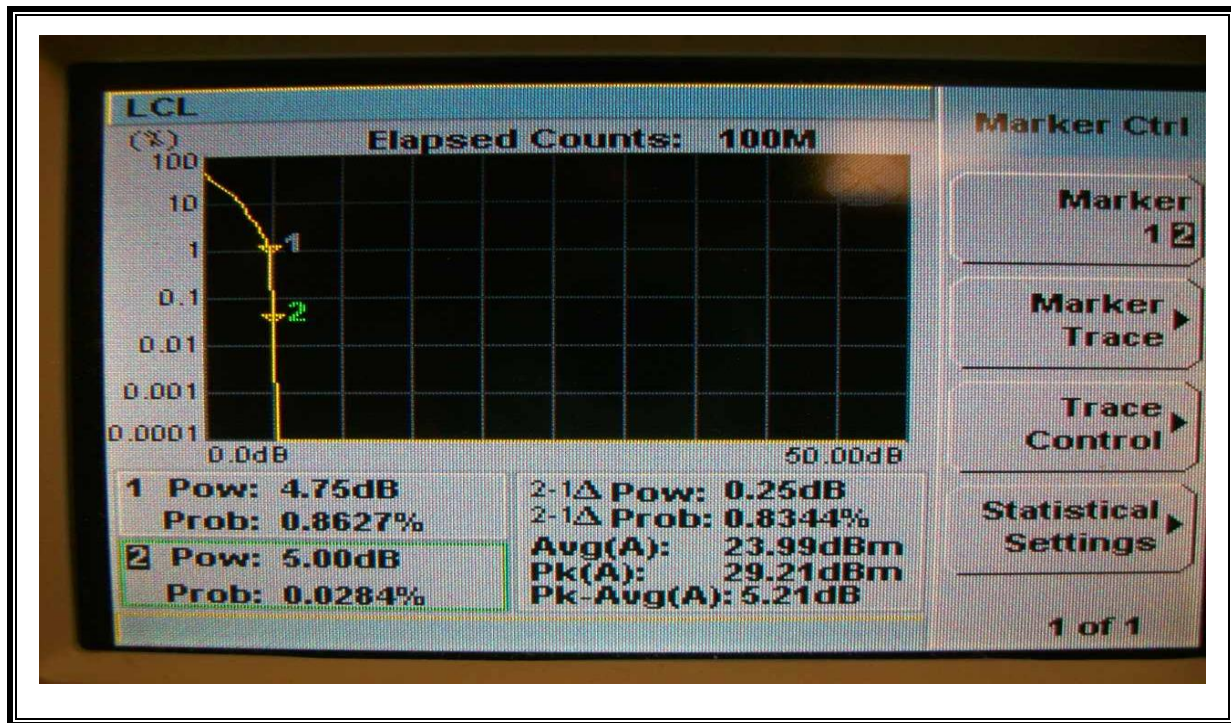 LCL
(%)
Elapsed Counts: 100M
100
10
1
0.1
0.01
0.001
0.0001
1
2
0.0dB
50.00dB
1 Pow: 4.75dB
Prob: 0.8627%
2 Pow: 5.00dB
Prob: 0.0284%
2-1Δ Pow: 0.25dB
2-1Δ Prob: 0.8344%
Avg(A): 23.99dBm
Pk(A): 29.21dBm
Pk-Avg(A): 5.21dB
Marker Ctrl
Marker
1 2
Marker
Trace
Trace
Control
Statistical
Settings
1 of 1